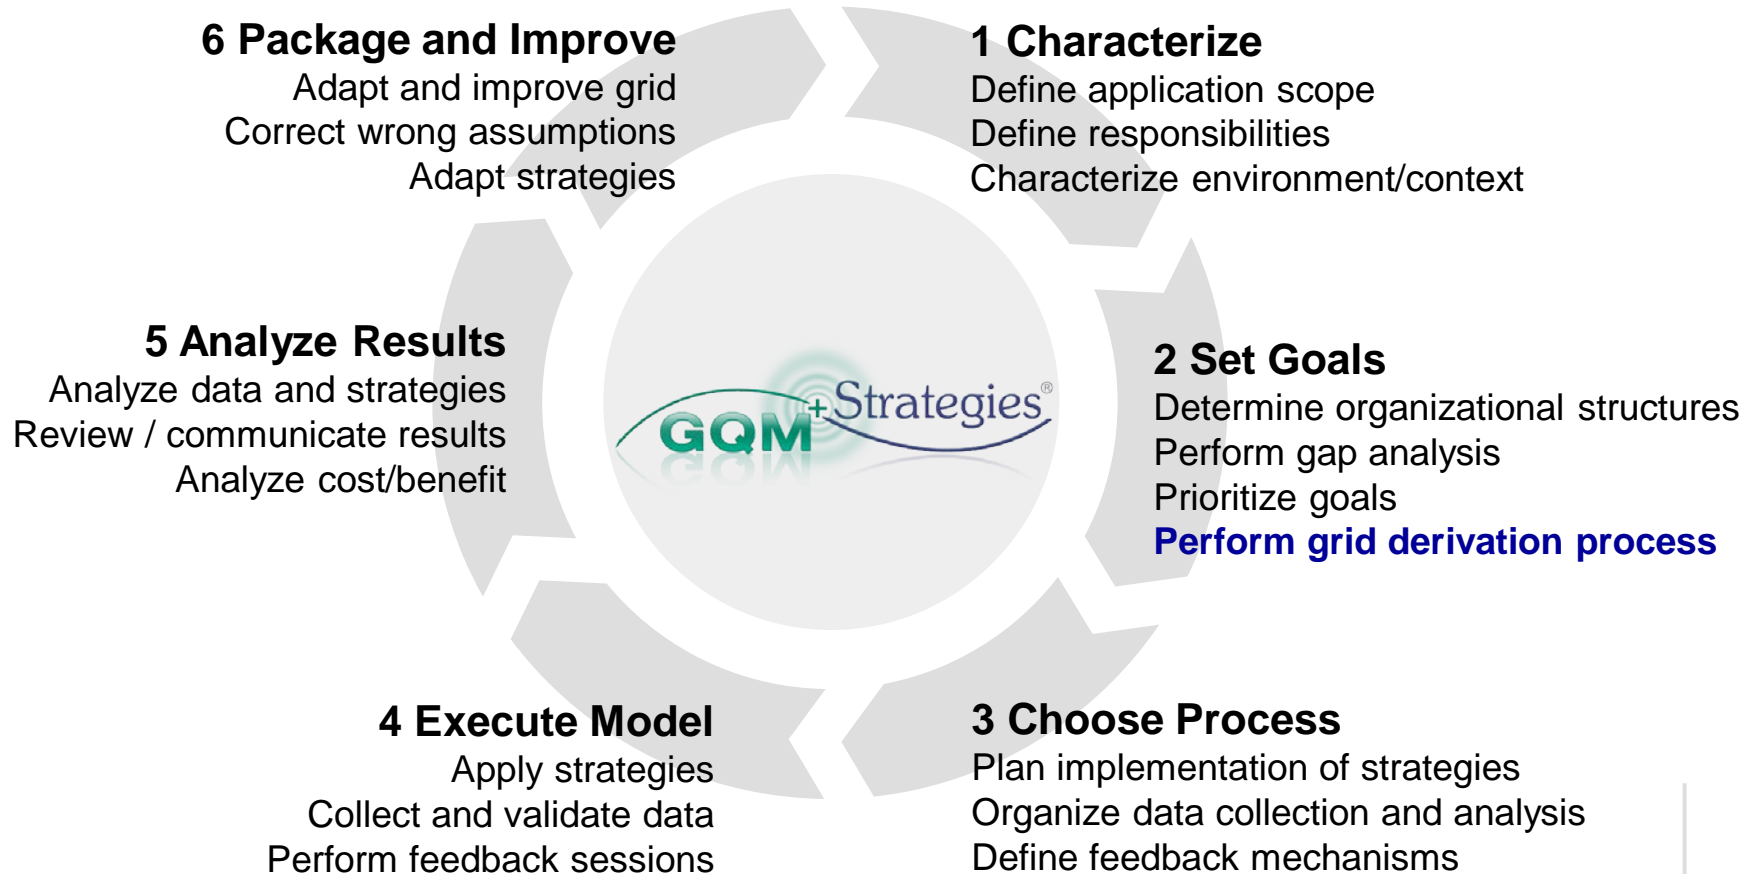 6 Package and Improve
Adapt and improve grid
Correct wrong assumptions
Adapt strategies
1 Characterize
Define application scope
Define responsibilities
Characterize environment/context
5 Analyze Results
Analyze data and strategies
Review / communicate results
Analyze cost/benefit
GQM+Strategies®
2 Set Goals
Determine organizational structures
Perform gap analysis
Prioritize goals
Perform grid derivation process
4 Execute Model
Apply strategies
Collect and validate data
Perform feedback sessions
3 Choose Process
Plan implementation of strategies
Organize data collection and analysis
Define feedback mechanisms